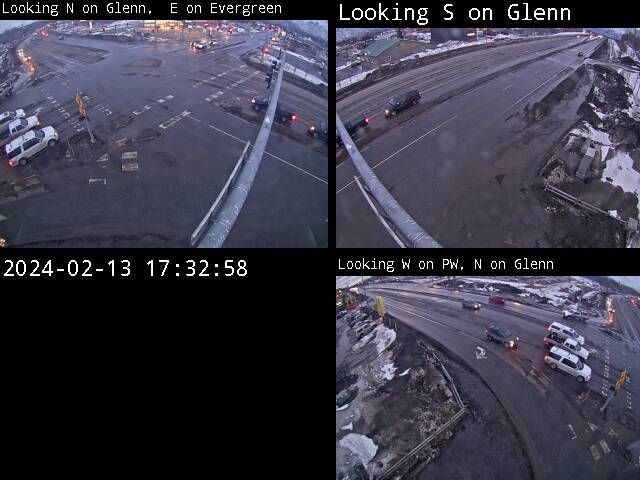 Looking N on Glenn,  E on Evergreen
Looking S on Glenn
2024-02-13 17:32:58
Looking W on PW, N on Glenn